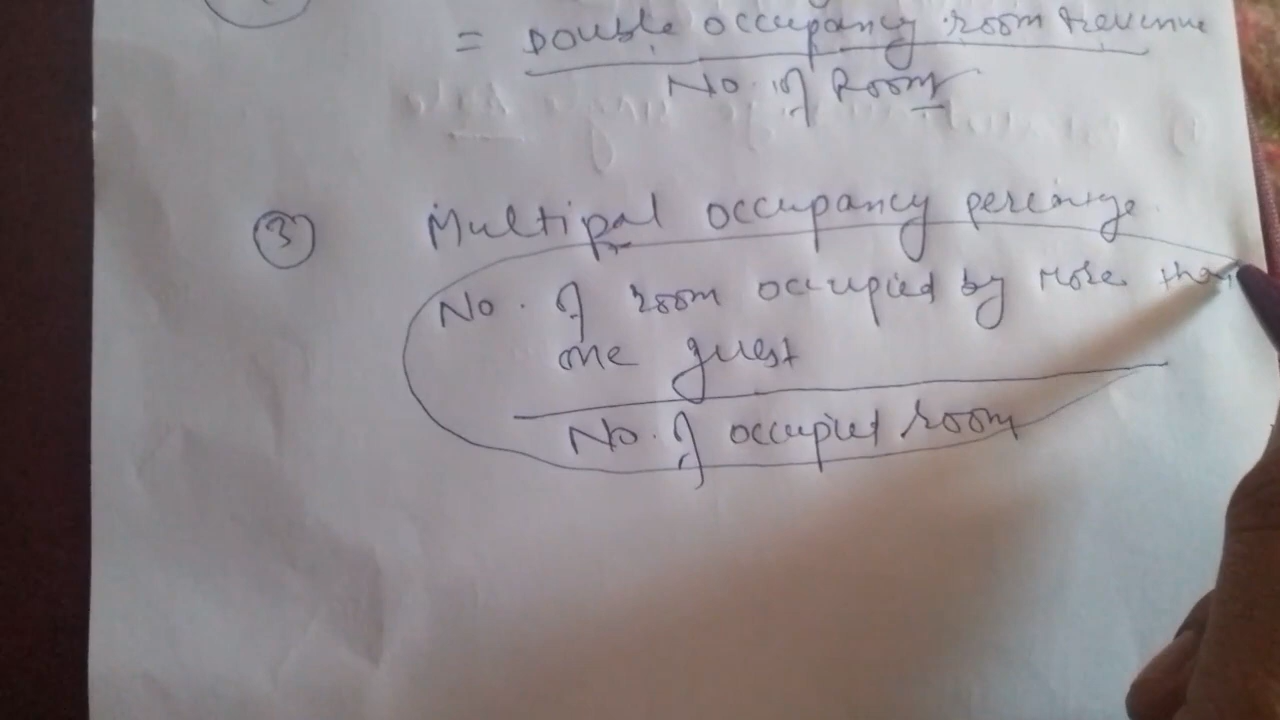 = Double occupancy room revenue
No. of Room
3 Multipal occupancy percentage
No. of room occupied by More than
one guest
No. of occupied room